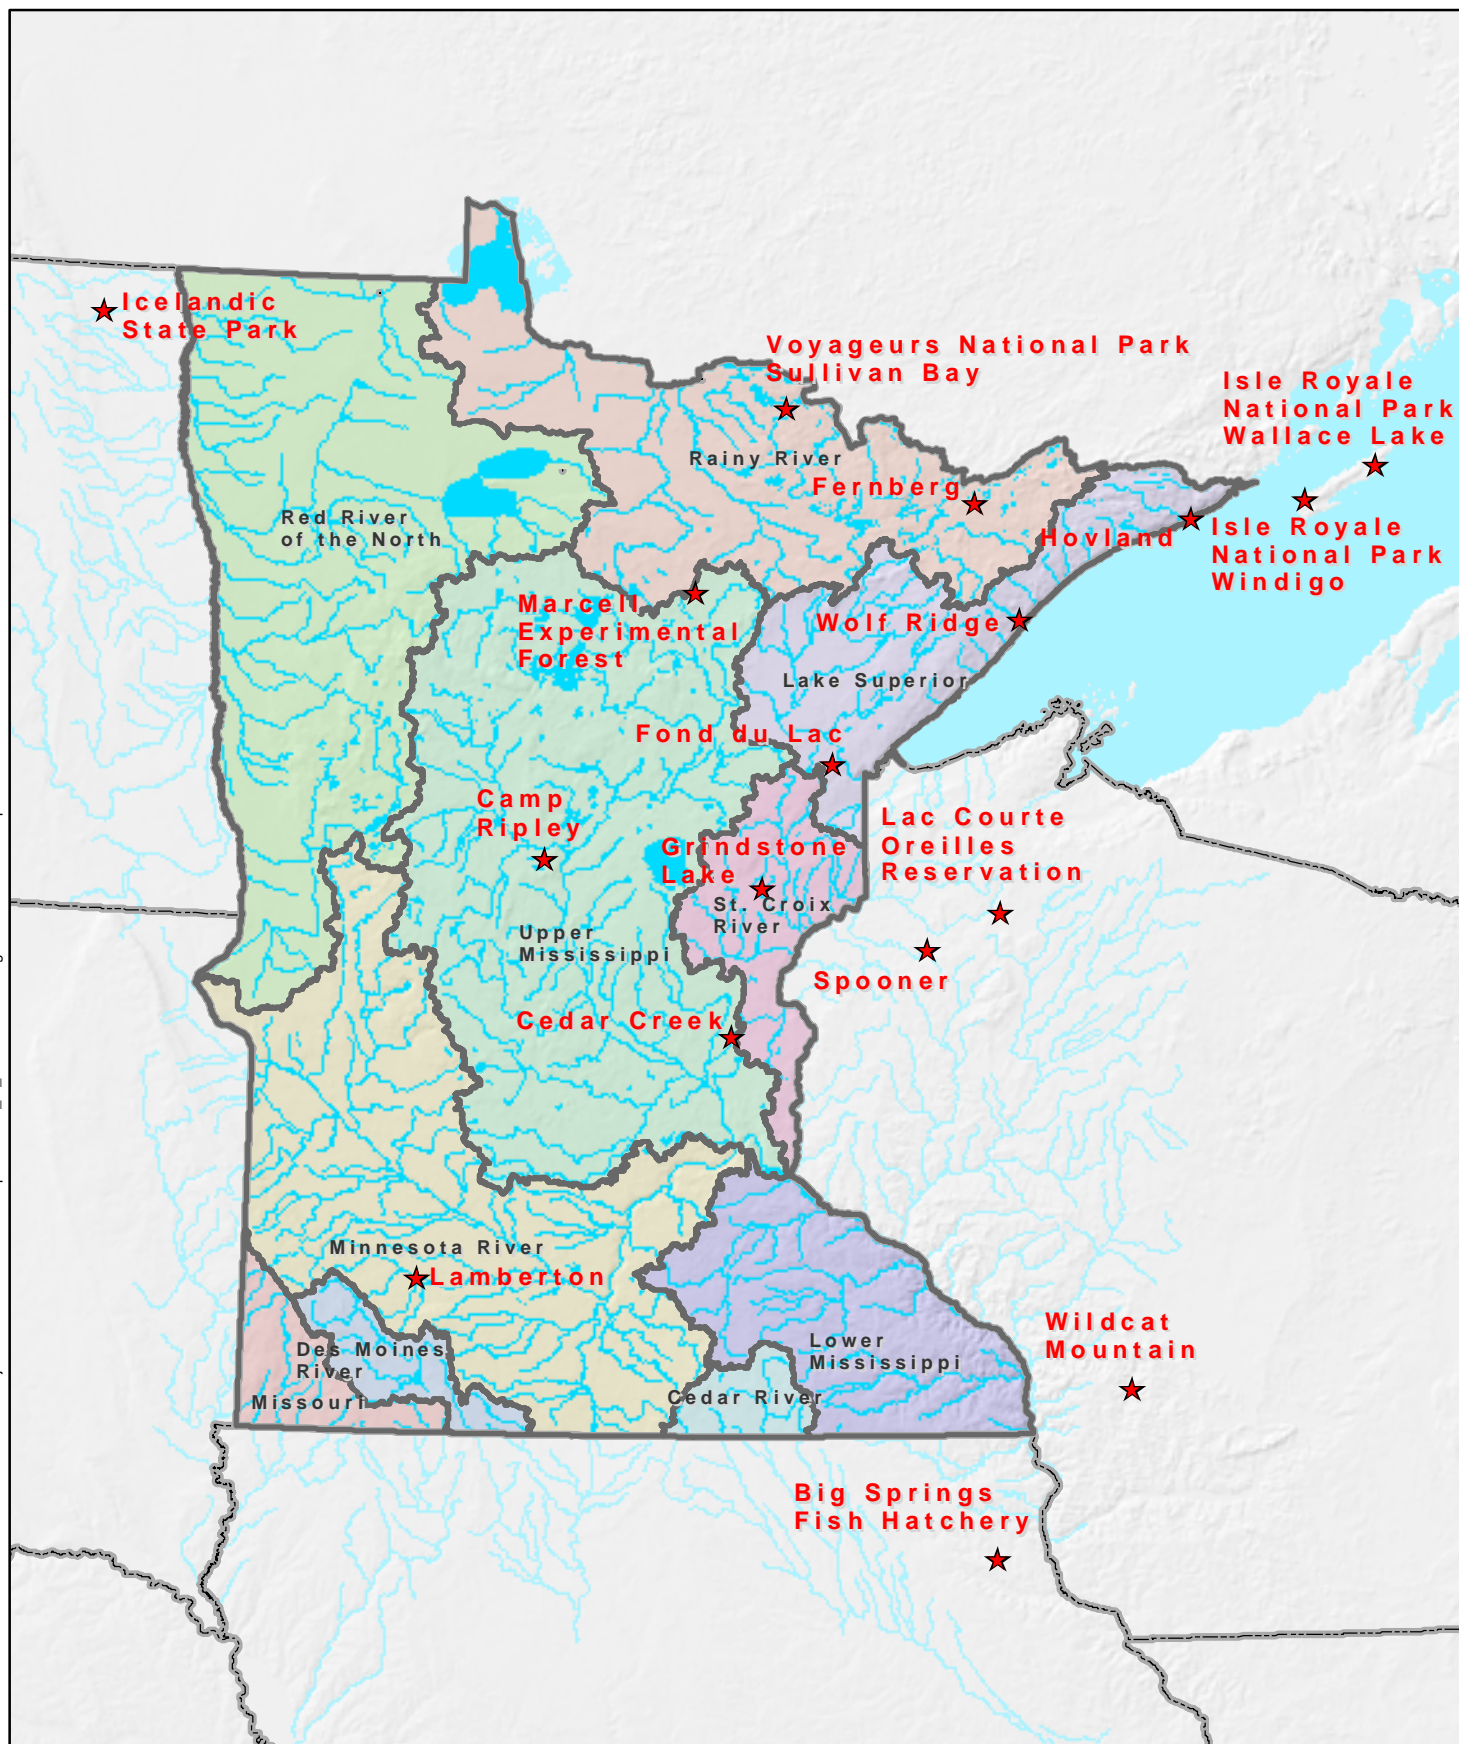 Icelandic
State Park
Voyageurs National Park
Sullivan Bay
Isle Royale
National Park
Wallace Lake
Rainy River
Fernberg
Red River
of the North
Hovland
Isle Royale
National Park
Windigo
Marcell
Experimental
Forest
Wolf Ridge
Lake Superior
Fond du Lac
Camp
Ripley
Lac Courte
Oreilles
Reservation
Grindstone
Lake
St. Croix
River
Upper
Mississippi
Spooner
Cedar Creek
Minnesota River
Lamberton
Wildcat
Mountain
Des Moines
River
Lower
Mississippi
Missouri
Cedar River
Big Springs
Fish Hatchery